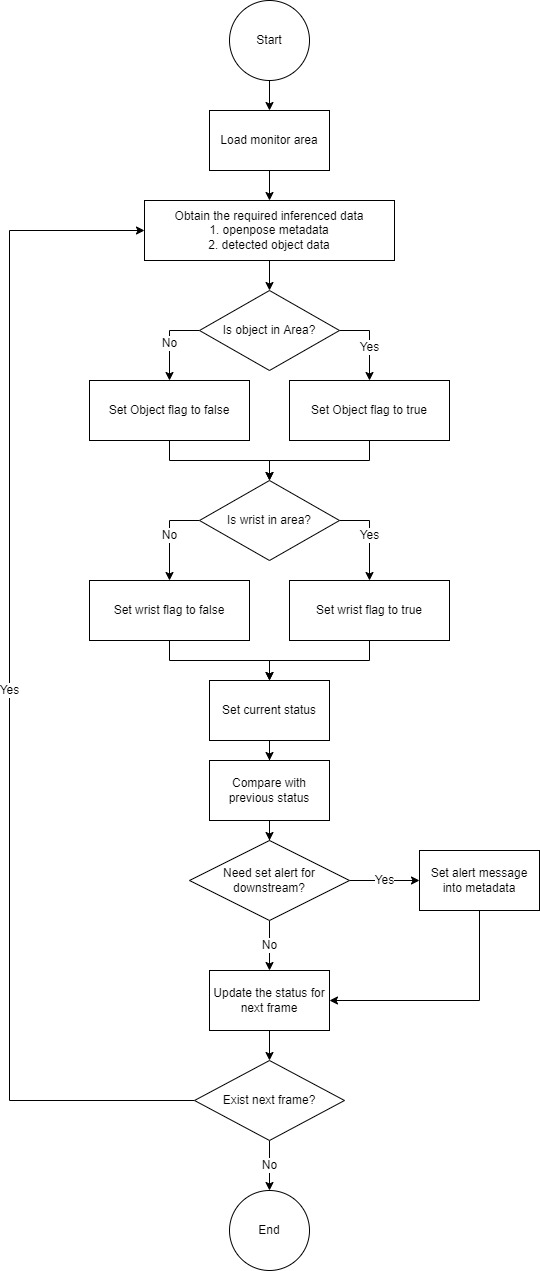 Start
Load monitor area
Obtain the required inferenced data
1. openpose metadata
2. detected object data
Is object in Area?
No
Yes
Set Object flag to false
Set Object flag to true
Is wrist in area?
No
Yes
Set wrist flag to false
Set wrist flag to true
Yes
Set current status
Compare with
previous status
Need set alert for
downstream?
Yes
Set alert message
into metadata
No
Update the status for
next frame
Exist next frame?
No
End